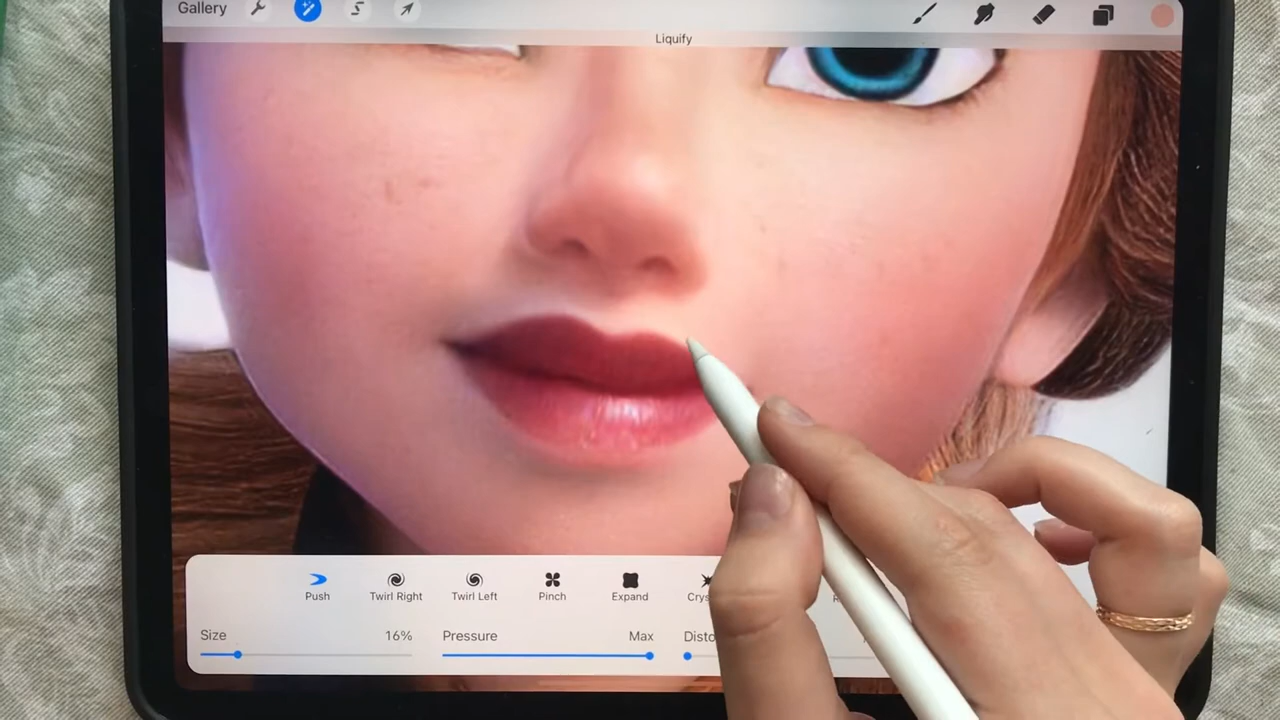 Gallery
Liquify
Push Twirl Right Twirl Left Pinch Expand
Size 16% Pressure Max